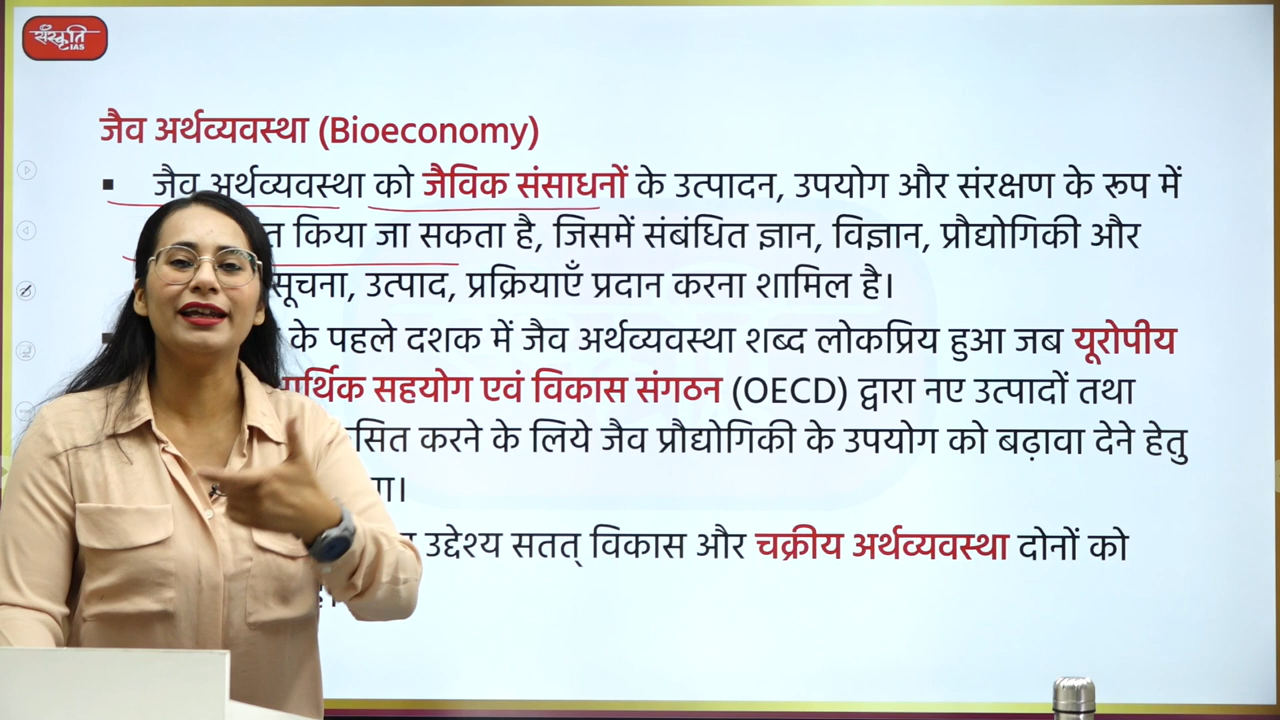 संस्कृति
IAS
जैव अर्थव्यवस्था (Bioeconomy)
▪ जैव अर्थव्यवस्था को जैविक संसाधनों के उत्पादन, उपयोग और संरक्षण के रूप में
किया जा सकता है, जिसमें संबंधित ज्ञान, विज्ञान, प्रौद्योगिकी और
सूचना, उत्पाद, प्रक्रियाएँ प्रदान करना शामिल है।
के पहले दशक में जैव अर्थव्यवस्था शब्द लोकप्रिय हुआ जब यूरोपीय
सहयोग एवं विकास संगठन (OECD) द्वारा नए उत्पादों तथा
करने के लिये जैव प्रौद्योगिकी के उपयोग को बढ़ावा देने हेतु
उद्देश्य सतत् विकास और चक्रीय अर्थव्यवस्था दोनों को